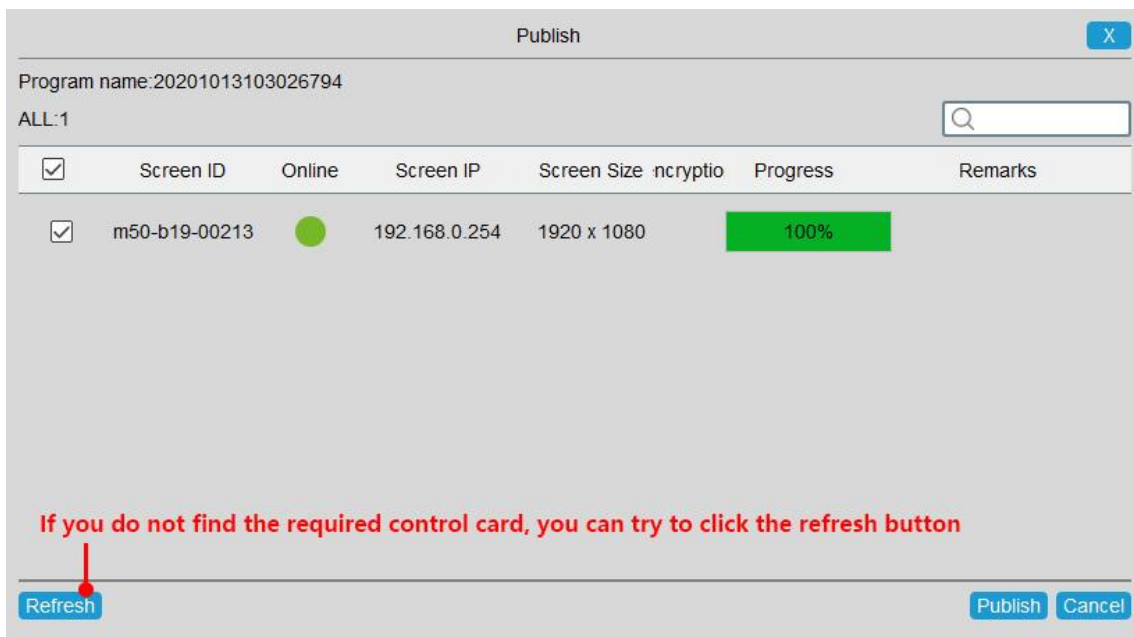 Publish
X
Program name:20201013103026794
ALL:1
Screen ID Online Screen IP Screen Size ncryptio Progress Remarks
m50-b19-00213 192.168.0.254 1920 x 1080 100%
If you do not find the required control card, you can try to click the refresh button
Refresh Publish Cancel